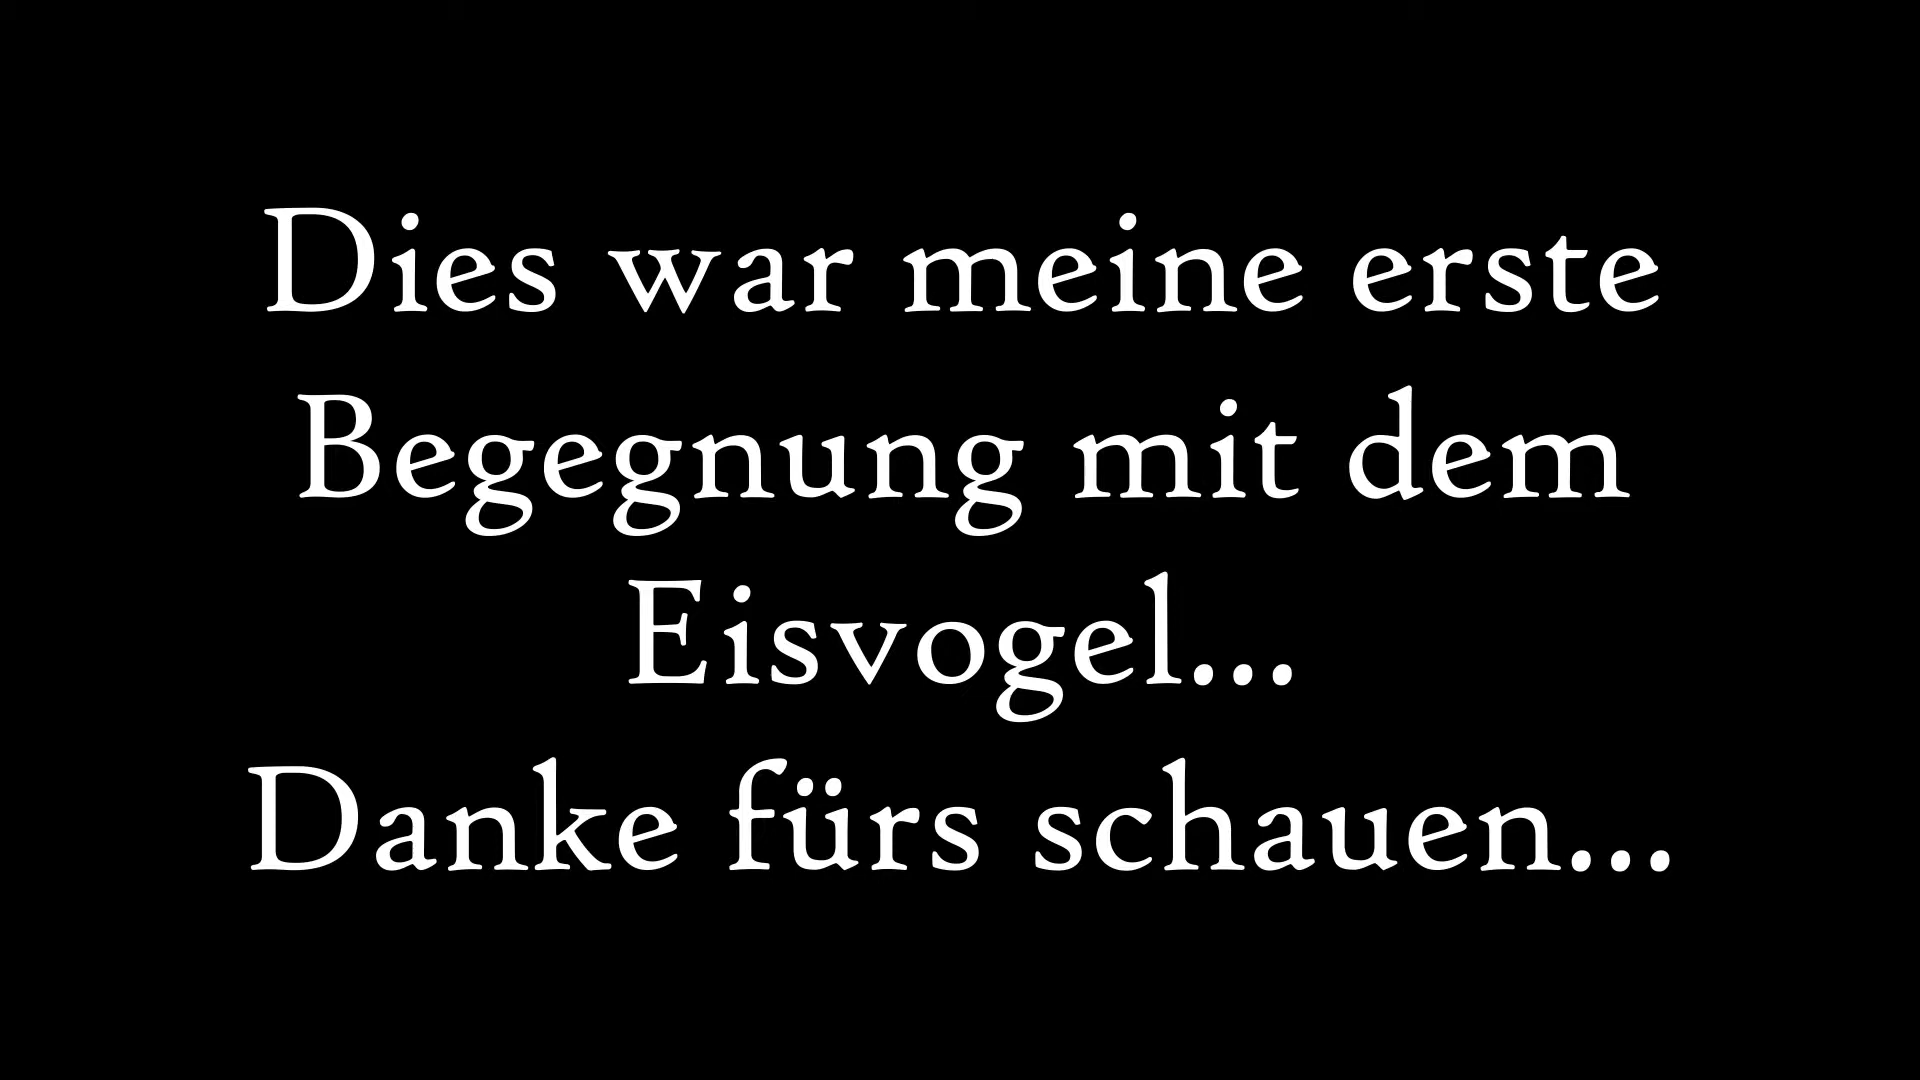 Dies war meine erste
Begegnung mit dem
Eisvogel...
Danke fürs schauen...